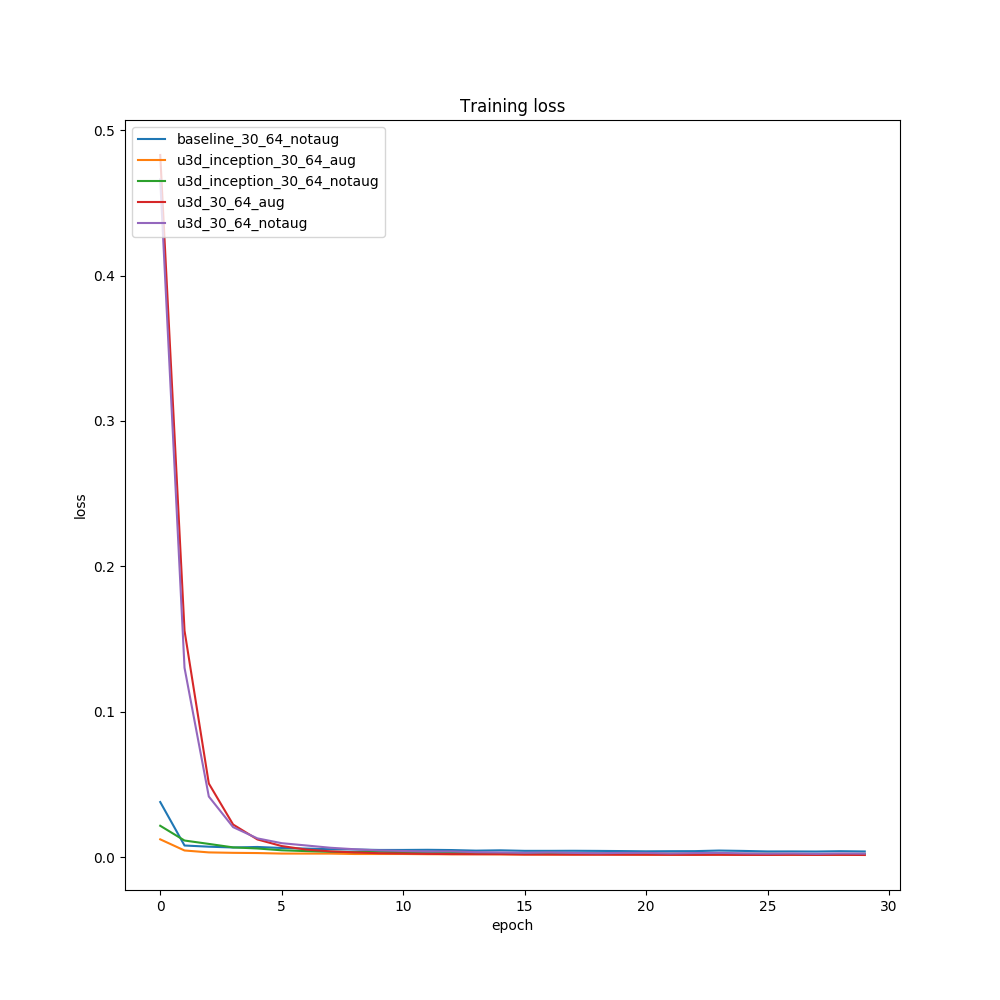 Training loss
baseline_30_64_notaug
u3d_inception_30_64_aug
u3d_inception_30_64_notaug
u3d_30_64_aug
u3d_30_64_notaug
0.5
0.4
0.3
0.2
0.1
0.0
loss
0 5 10 15 20 25 30
epoch